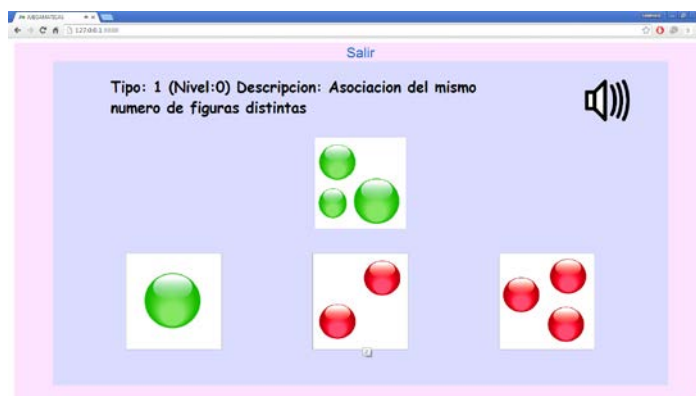 Salir
Tipo: 1 (Nivel:0) Descripcion: Asociacion del mismo
numero de figuras distintas